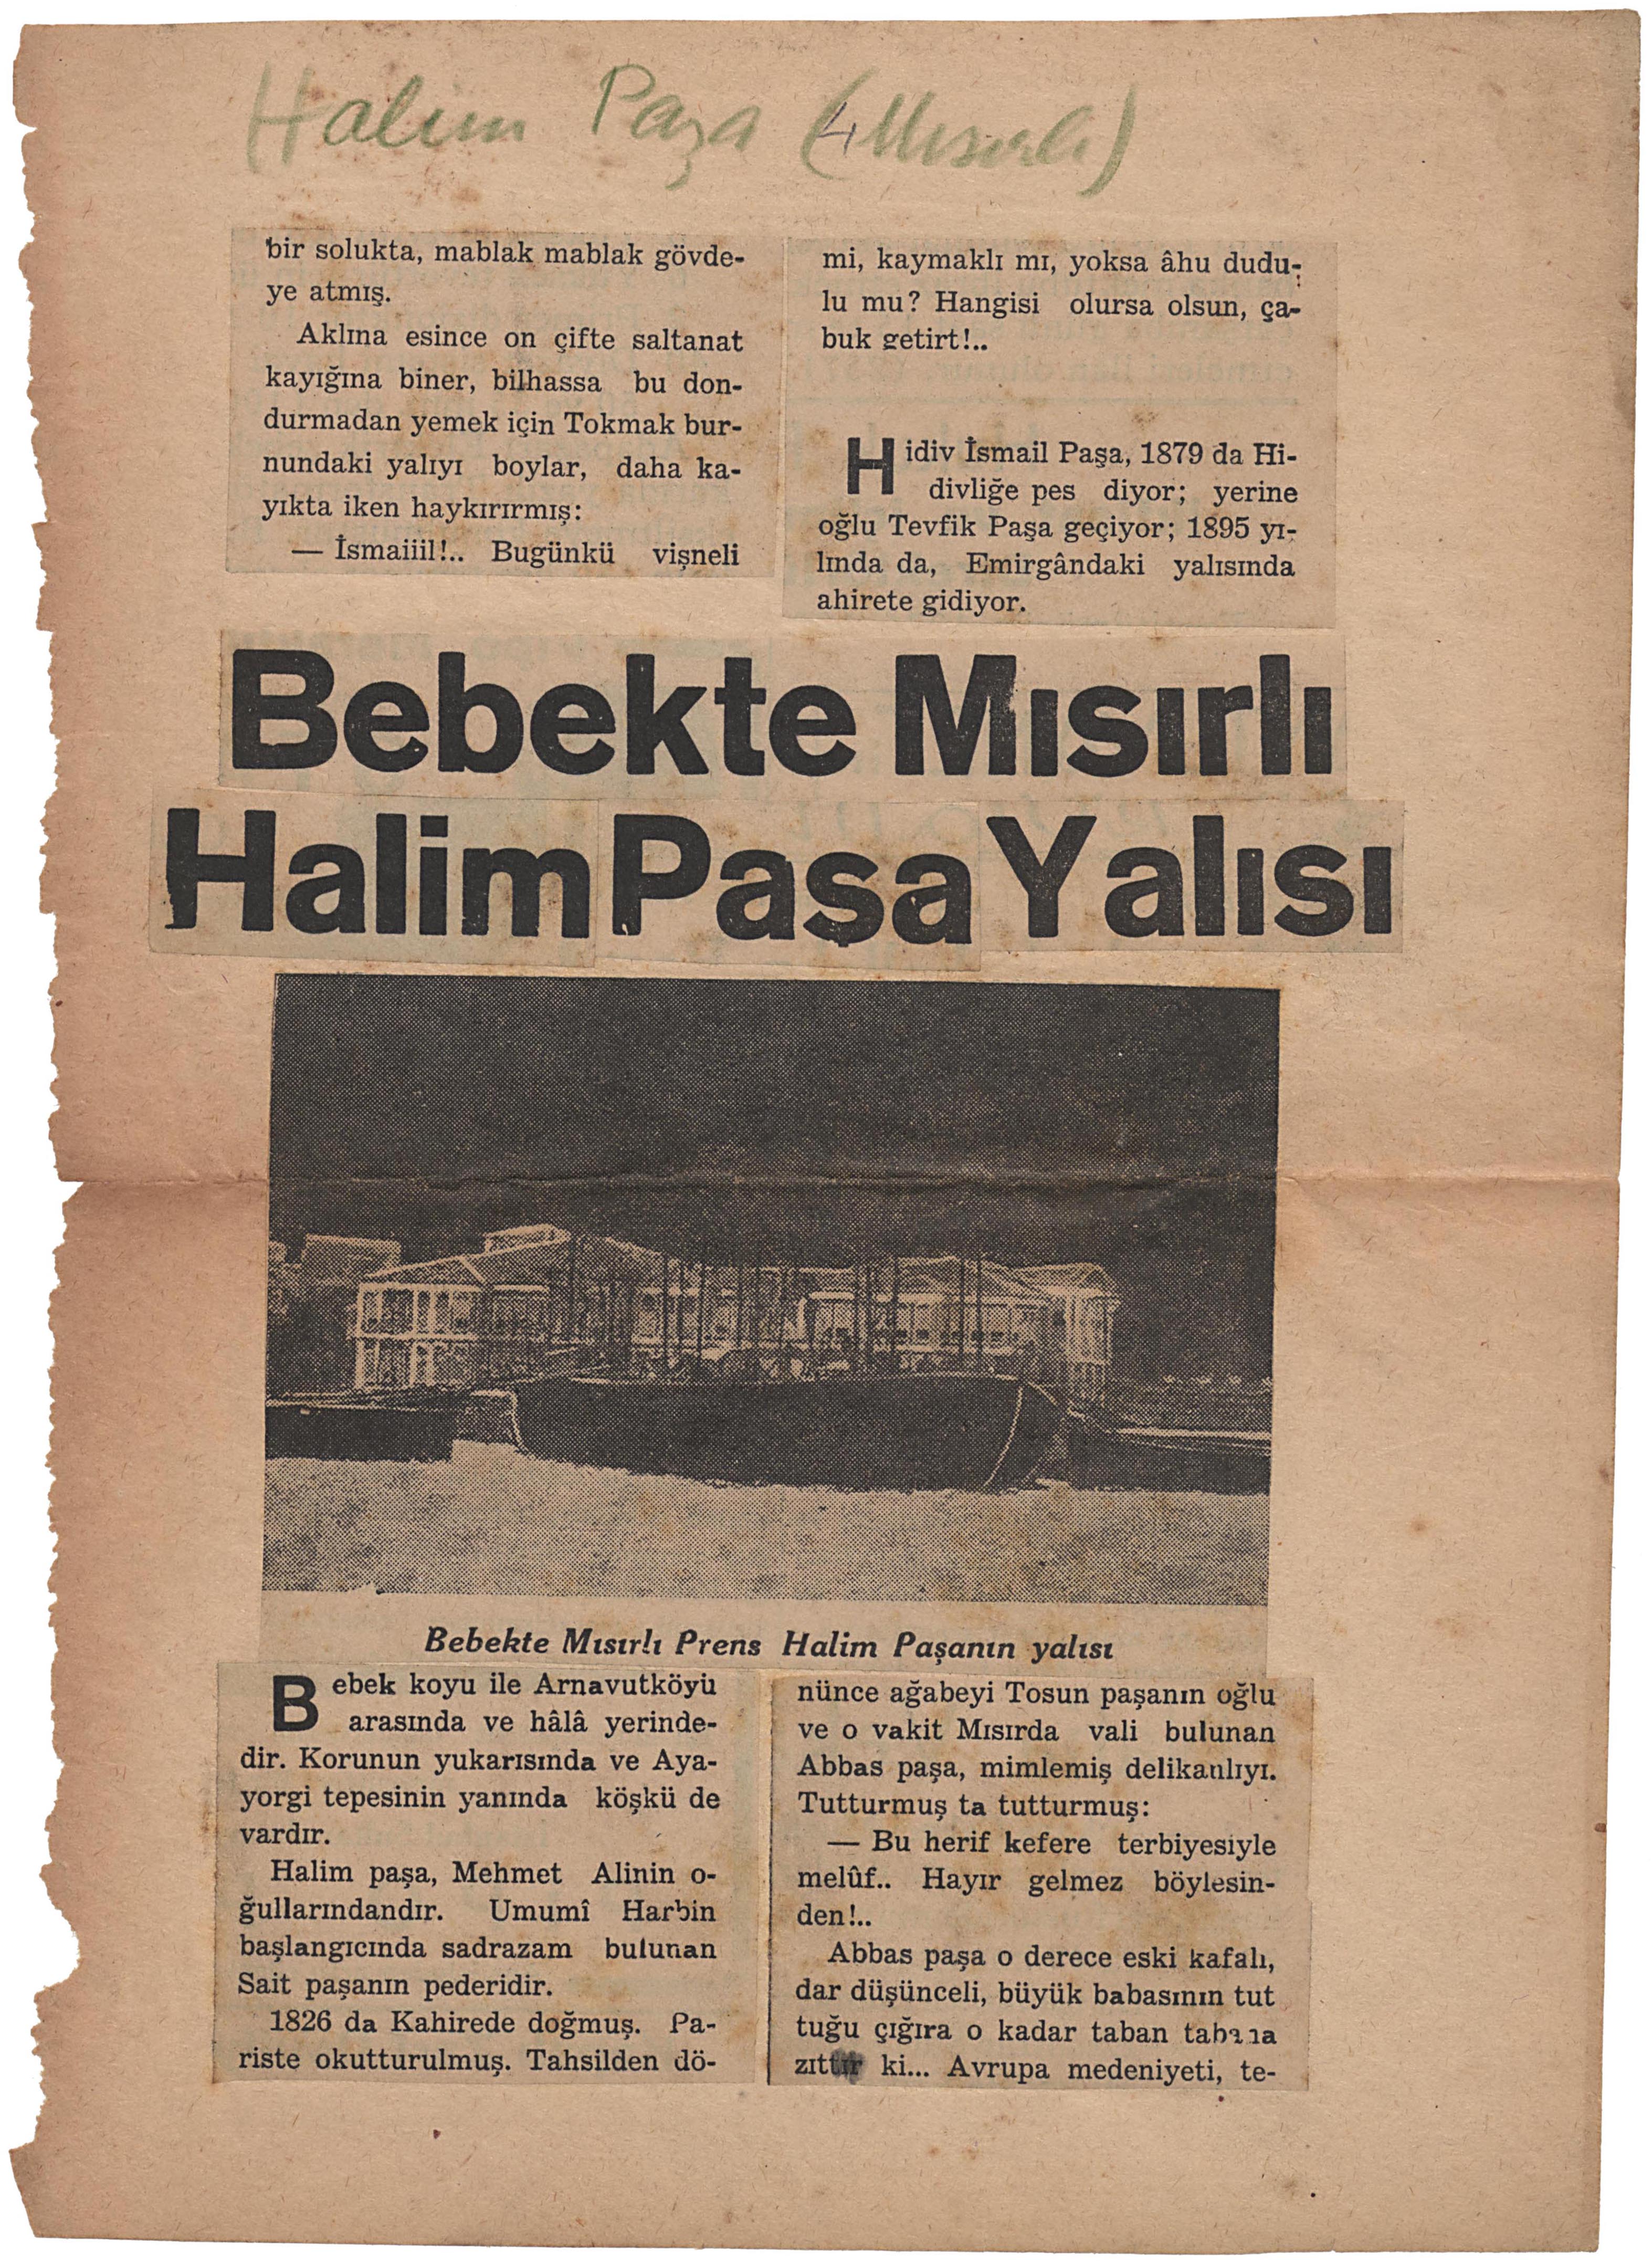 Halim Paşa (Mısırlı)
bir solukta, mablak mablak gövde-
ye atmış.
Aklına esince on çifte saltanat
kayığına biner, bilhassa bu don-
durmadan yemek için Tokmak bur-
nundaki yalıyı boylar, daha ka-
yıkta iken haykırırmış:
— İsmaiiil!.. Bugünkü vişneli
mi, kaymaklı mı, yoksa âhu dudu-
lu mu? Hangisi olursa olsun, ça-
buk getirt!..
Hidiv İsmail Paşa, 1879 da Hi-
divliğe pes diyor; yerine
oğlu Tevfik Paşa geçiyor; 1895 yı-
lında da, Emirgândaki yalısında
ahirete gidiyor.
Bebekte Mısırlı
Halim Paşa Yalısı
Bebekte Mısırlı Prens Halim Paşanın yalısı
Bebek koyu ile Arnavutköyü
arasında ve hâlâ yerinde-
dir. Korunun yukarısında ve Aya-
yorgi tepesinin yanında köşkü de
vardır.
Halim paşa, Mehmet Alinin o-
ğullarındandır. Umumî Harbin
başlangıcında sadrazam bulunan
Sait paşanın pederidir.
1826 da Kahirede doğmuş. Pa-
riste okutturulmuş. Tahsilden dö-
nünce ağabeyi Tosun paşanın oğlu
ve o vakit Mısırda vali bulunan
Abbas paşa, mimlemiş delikanlıyı.
Tutturmuş ta tutturmuş:
— Bu herif kefere terbiyesiyle
melûf.. Hayır gelmez böylesin-
den!..
Abbas paşa o derece eski kafalı,
dar düşünceli, büyük babasının tut
tuğu çığıra o kadar taban tabana
zıttır ki... Avrupa medeniyeti, te-